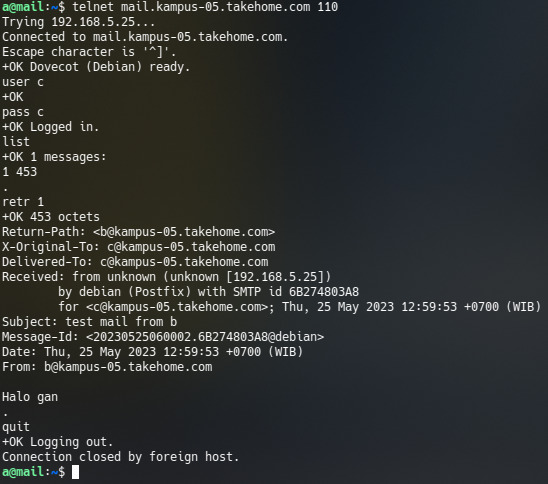 a@mail:~$ telnet mail.kampus-05.takehome.com 110
Trying 192.168.5.25...
Connected to mail.kampus-05.takehome.com.
Escape character is '^]'.
+OK Dovecot (Debian) ready.
user c
+OK
pass c
+OK Logged in.
list
+OK 1 messages:
1 453
.
retr 1
+OK 453 octets
Return-Path: <b@kampus-05.takehome.com>
X-Original-To: c@kampus-05.takehome.com
Delivered-To: c@kampus-05.takehome.com
Received: from unknown (unknown [192.168.5.25])
        by debian (Postfix) with SMTP id 6B274803A8
        for <c@kampus-05.takehome.com>; Thu, 25 May 2023 12:59:53 +0700 (WIB)
Subject: test mail from b
Message-Id: <20230525060002.6B274803A8@debian>
Date: Thu, 25 May 2023 12:59:53 +0700 (WIB)
From: b@kampus-05.takehome.com

Halo gan
.
quit
+OK Logging out.
Connection closed by foreign host.
a@mail:~$